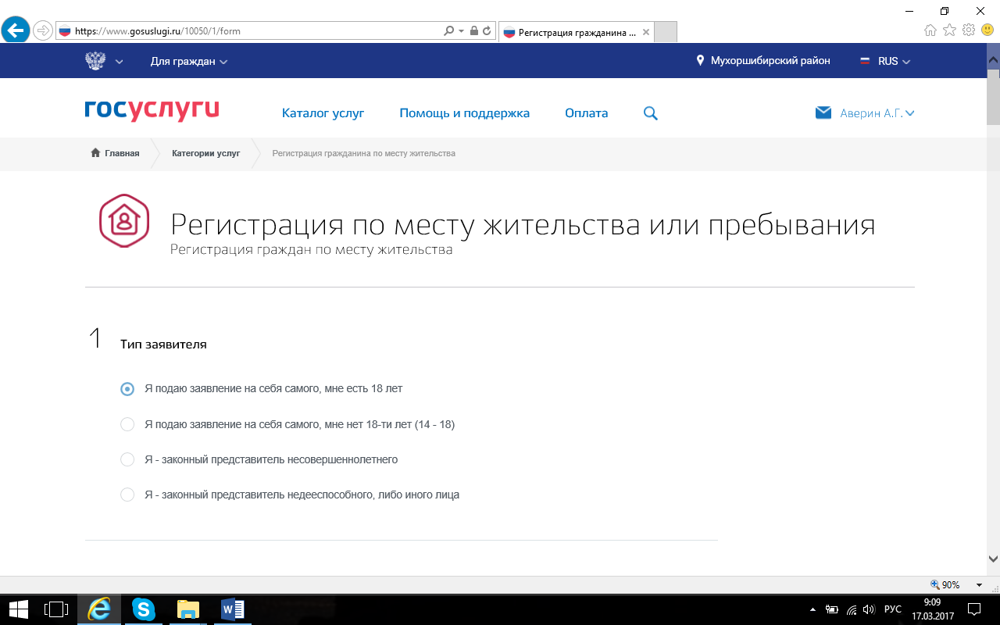 https://www.gosuslugi.ru/10050/1/form
Регистрация гражданина ...
Для граждан
Мухоршибирский район
RUS
госуслуги
Каталог услуг
Помощь и поддержка
Оплата
Аверин А.Г.
Главная
Категории услуг
Регистрация гражданина по месту жительства
Регистрация по месту жительства или пребывания
Регистрация граждан по месту жительства
1
Тип заявителя
Я подаю заявление на себя самого, мне есть 18 лет
Я подаю заявление на себя самого, мне нет 18-ти лет (14 - 18)
Я - законный представитель несовершеннолетнего
Я - законный представитель недееспособного, либо иного лица
90%
РУС
9:09
17.03.2017